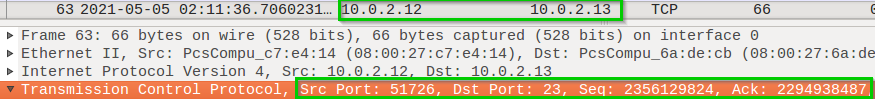 63 2021-05-05 02:11:36.7060231… 10.0.2.12 10.0.2.13 TCP 66
Frame 63: 66 bytes on wire (528 bits), 66 bytes captured (528 bits) on interface 0
Ethernet II, Src: PcsCompu_c7:e4:14 (08:00:27:c7:e4:14), Dst: PcsCompu_6a:de:cb (08:00:27:6a:de
Internet Protocol Version 4, Src: 10.0.2.12, Dst: 10.0.2.13
Transmission Control Protocol, Src Port: 51726, Dst Port: 23, Seq: 2356129824, Ack: 2294938487,